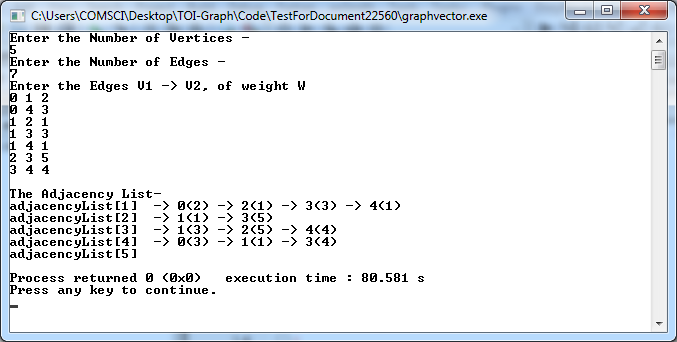 C:\Users\COMSCI\Desktop\TOI-Graph\Code\TestForDocument22560\graphvector.exe
Enter the Number of Vertices -
5
Enter the Number of Edges -
7
Enter the Edges V1 -> V2, of weight W
0 1 2
0 4 3
1 2 1
1 3 3
1 4 1
2 3 5
3 4 4
The Adjacency List-
adjacencyList[1]  -> 0(2) -> 2(1) -> 3(3) -> 4(1)
adjacencyList[2]  -> 1(1) -> 3(5)
adjacencyList[3]  -> 1(3) -> 2(5) -> 4(4)
adjacencyList[4]  -> 0(3) -> 1(1) -> 3(4)
adjacencyList[5]
Process returned 0 (0x0)   execution time : 80.581 s
Press any key to continue.